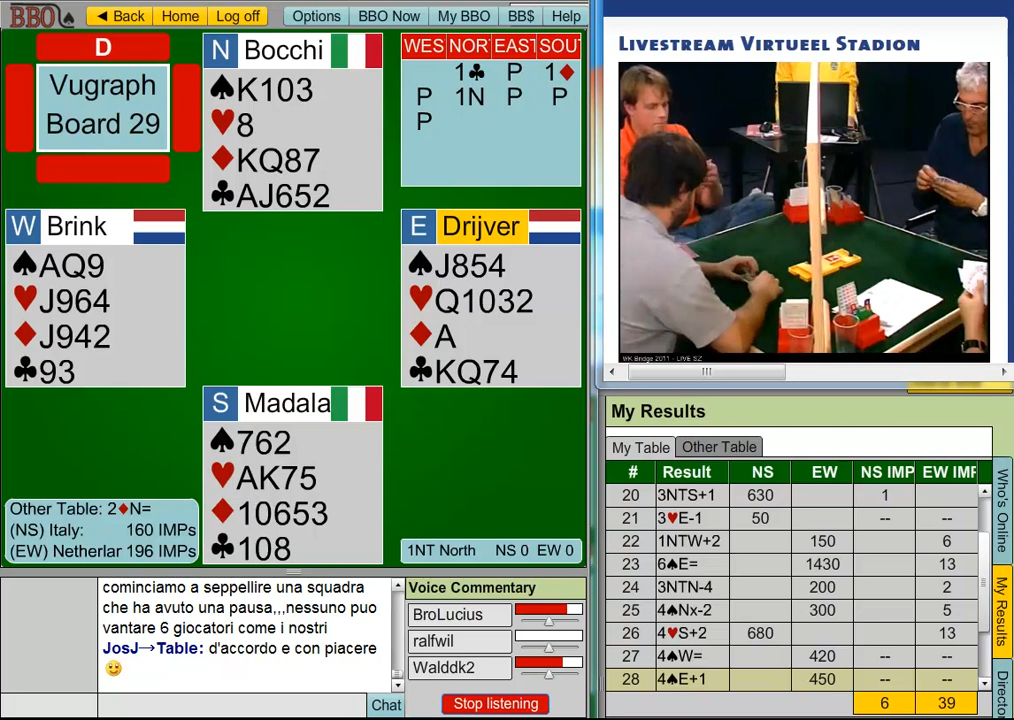 BBO ◄ Back Home Log off Options BBO Now My BBO BB$ Help
D
Vugraph
Board 29
N Bocchi
♠K103
♥8
♦KQ87
♣AJ652
WES NOR EAST SOU
1♣ P 1♦
P 1N P P
P
W Brink
♠AQ9
♥J964
♦J942
♣93
E Drijver
♠J854
♥Q1032
♦A
♣KQ74
S Madala
♠762
♥AK75
♦10653
♣108
Other Table: 2♦N=
(NS) Italy: 160 IMPs
(EW) Netherlar 196 IMPs
1NT North NS 0 EW 0
cominciamo a seppellire una squadra
che ha avuto una pausa,,,nessuno puo
vantare 6 giocatori come i nostri
JosJ→Table: d'accordo e con piacere
Chat
Voice Commentary
BroLucius
ralfwil
Walddk2
Stop listening
Livestream Virtueel Stadion
WK Bridge 2011 - LIVE SZ
My Results
My Table Other Table
# Result NS EW NS IMP EW IMF
20 3NTS+1 630 1
21 3♥E-1 50 -- --
22 1NTW+2 150 6
23 6♠E= 1430 13
24 3NTN-4 200 2
25 4♠Nx-2 300 5
26 4♥S+2 680 13
27 4♠W= 420 -- --
28 4♠E+1 450 -- --
6 39
Who's Online
My Results
Director